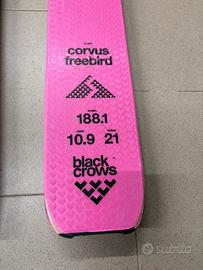 corvus
freebird
188.1
10.9 21
black
crows
subito